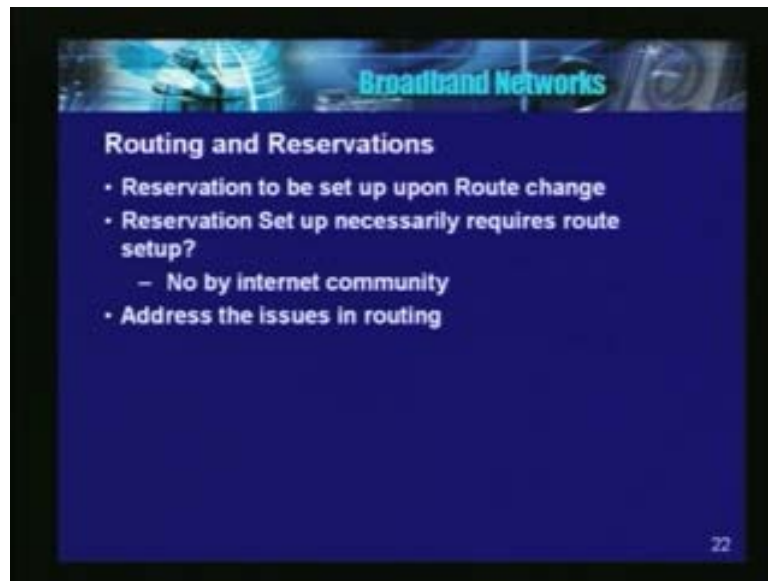 Broadband Networks
Routing and Reservations
• Reservation to be set up upon Route change
• Reservation Set up necessarily requires route
setup?
– No by internet community
• Address the issues in routing
22